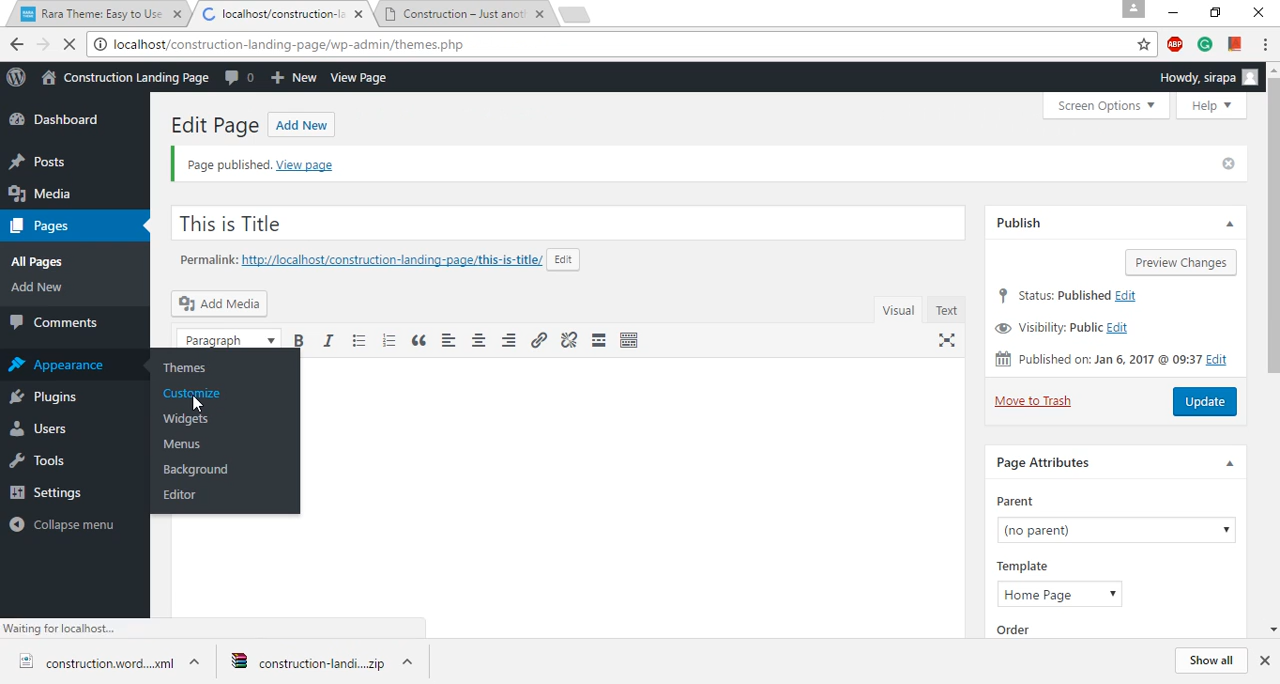 Rara Theme: Easy to Use
localhost/construction-la
Construction – Just anoth
localhost/construction-landing-page/wp-admin/themes.php
ABP
Construction Landing Page
0
New
View Page
Howdy, sirapa
Dashboard
Posts
Media
Pages
All Pages
Add New
Comments
Appearance
Plugins
Users
Tools
Settings
Collapse menu
Themes
Customize
Widgets
Menus
Background
Editor
Screen Options
Help
Edit Page
Add New
Page published. View page
This is Title
Permalink: http://localhost/construction-landing-page/this-is-title/
Edit
Add Media
Visual
Text
Paragraph
B
I
Publish
Preview Changes
Status: Published Edit
Visibility: Public Edit
Published on: Jan 6, 2017 @ 09:37 Edit
Move to Trash
Update
Page Attributes
Parent
(no parent)
Template
Home Page
Order
Waiting for localhost...
construction.word....xml
construction-landi....zip
Show all